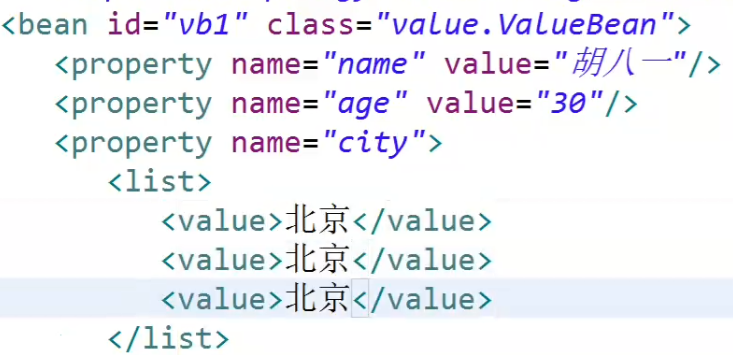 <bean id="vb1" class="value.ValueBean">
<property name="name" value="胡八一"/>
<property name="age" value="30"/>
<property name="city">
<list>
<value>北京</value>
<value>北京</value>
<value>北京</value>
</list>